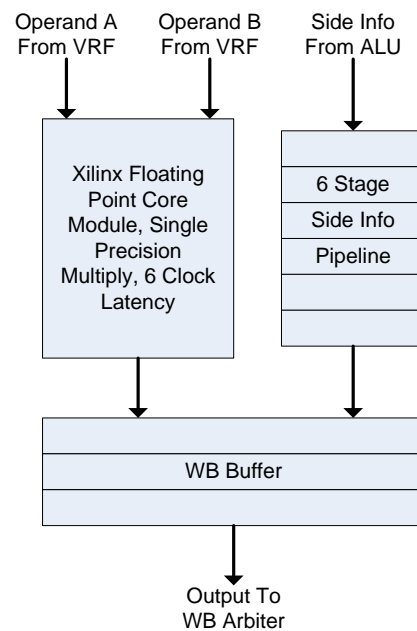 Operand A
From VRF
Operand B
From VRF
Side Info
From ALU
Xilinx Floating
Point Core
Module, Single
Precision
Multiply, 6 Clock
Latency
6 Stage
Side Info
Pipeline
WB Buffer
Output To
WB Arbiter